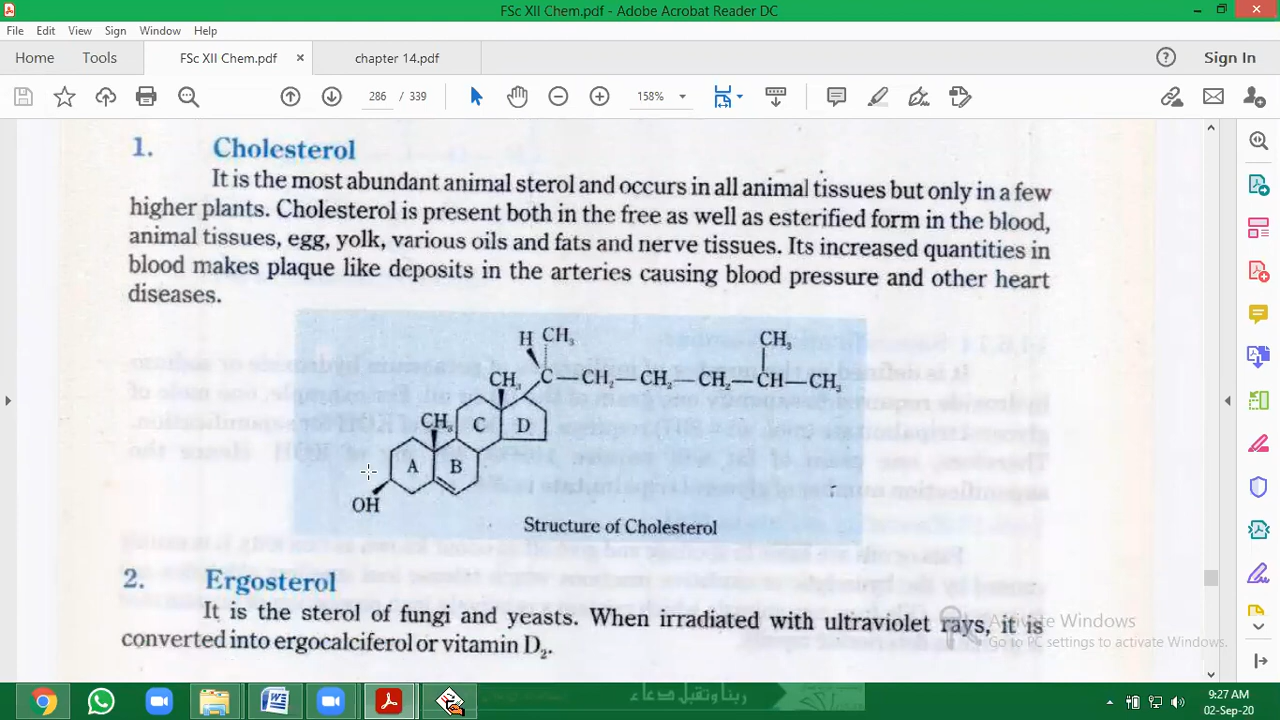 FSc XII Chem.pdf - Adobe Acrobat Reader DC
File Edit View Sign Window Help
Home Tools FSc XII Chem.pdf × chapter 14.pdf ? Sign In
286 / 339 158%
1. Cholesterol
It is the most abundant animal sterol and occurs in all animal tissues but only in a few
higher plants. Cholesterol is present both in the free as well as esterified form in the blood,
animal tissues, egg, yolk, various oils and fats and nerve tissues. Its increased quantities in
blood makes plaque like deposits in the arteries causing blood pressure and other heart
diseases.
H CH₃ CH₃
CH₃ C—CH₂—CH₂—CH₂—CH—CH₃
CH₃ C D
A B
OH
Structure of Cholesterol
2. Ergosterol
It is the sterol of fungi and yeasts. When irradiated with ultraviolet rays, it is
converted into ergocalciferol or vitamin D₂.
Activate Windows
Go to PC settings to activate Windows.
ربنا وتقبل دعاء
9:27 AM
02-Sep-20